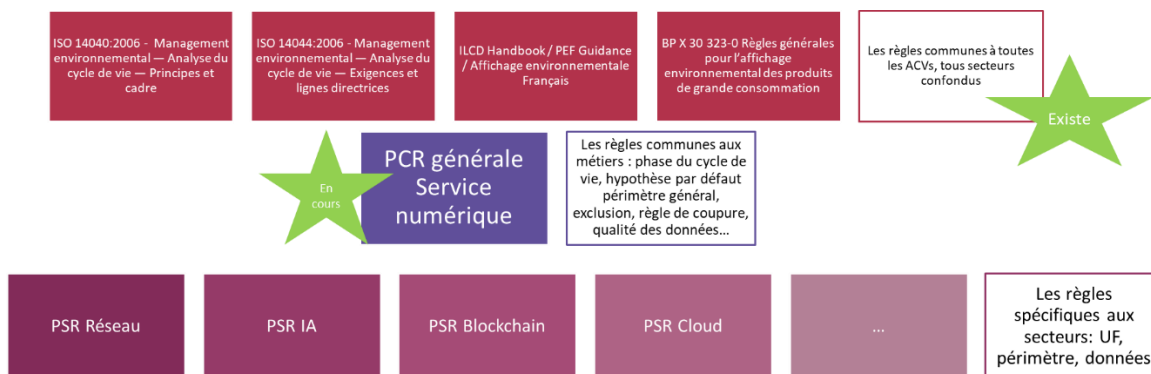 ISO 14040:2006 - Management
environmental — Analyse du
cycle de vie — Principes et
cadre
ISO 14044:2006 - Management
environmental — Analyse du
cycle de vie — Exigences et
lignes directrices
ILCD Handbook / PEF Guidance
/ Affichage environnementale
Français
BP X 30 323-0 Règles générales
pour l’affichage
environnemental des produits
de grande consommation
Les règles communes à toutes
les ACVs, tous secteurs
confondus
Existe
En
cours
PCR générale
Service
numérique
Les règles communes aux
métiers : phase du cycle de
vie, hypothèse par défaut
périmètre général,
exclusion, règle de coupure,
qualité des données…
PSR Réseau
PSR IA
PSR Blockchain
PSR Cloud
…
Les règles
spécifiques aux
secteurs: UF,
périmètre, données